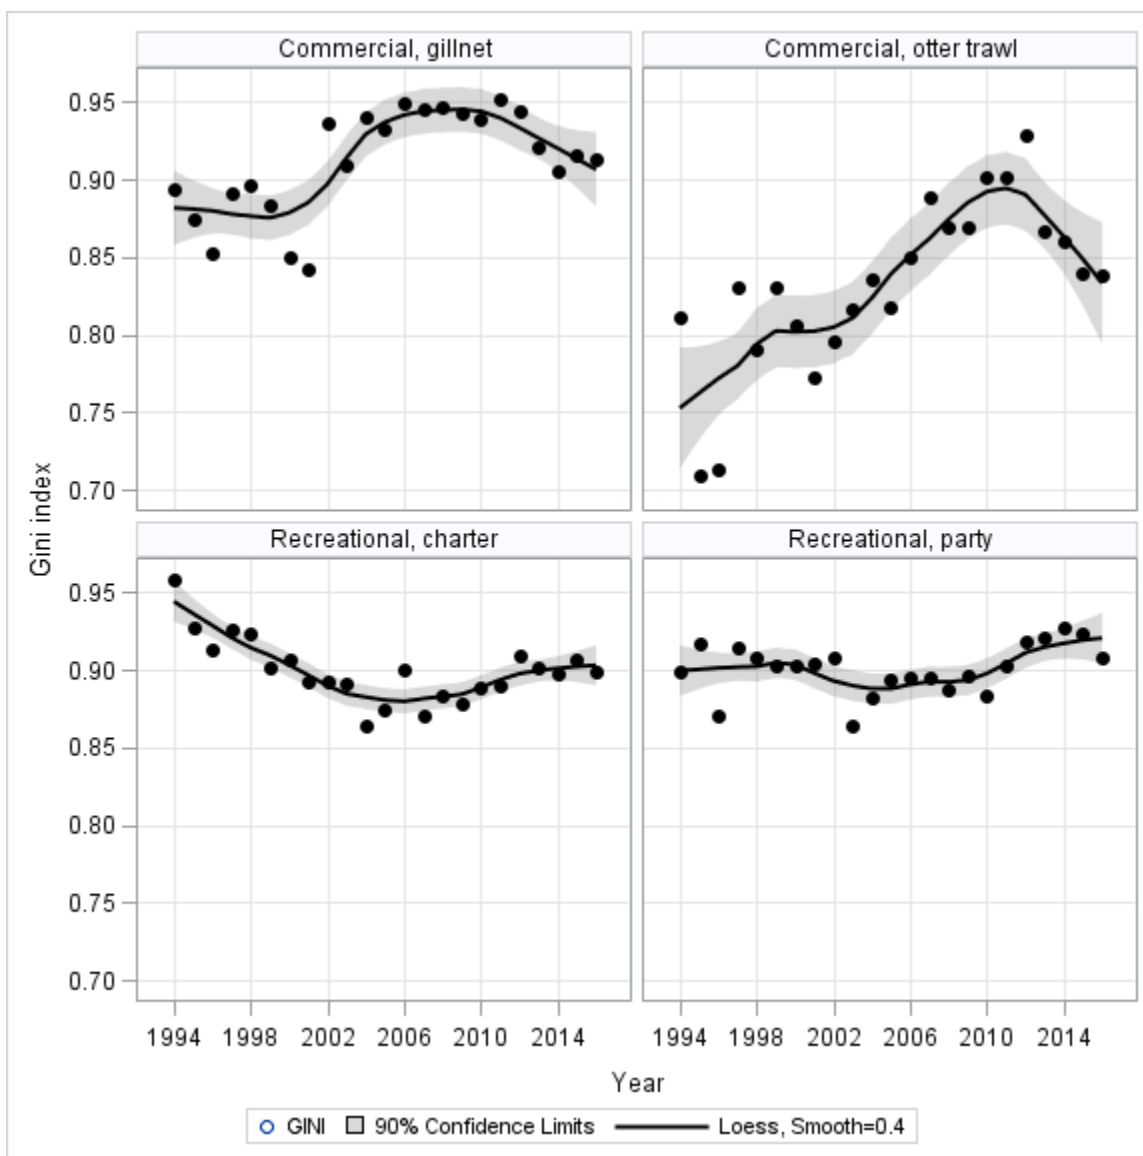 Commercial, gillnet
Commercial, otter trawl
0.95
0.90
0.85
0.80
0.75
0.70
Recreational, charter
Recreational, party
0.95
0.90
0.85
0.80
0.75
0.70
Gini index
1994 1998 2002 2006 2010 2014
1994 1998 2002 2006 2010 2014
Year
GINI 90% Confidence Limits Loess, Smooth=0.4